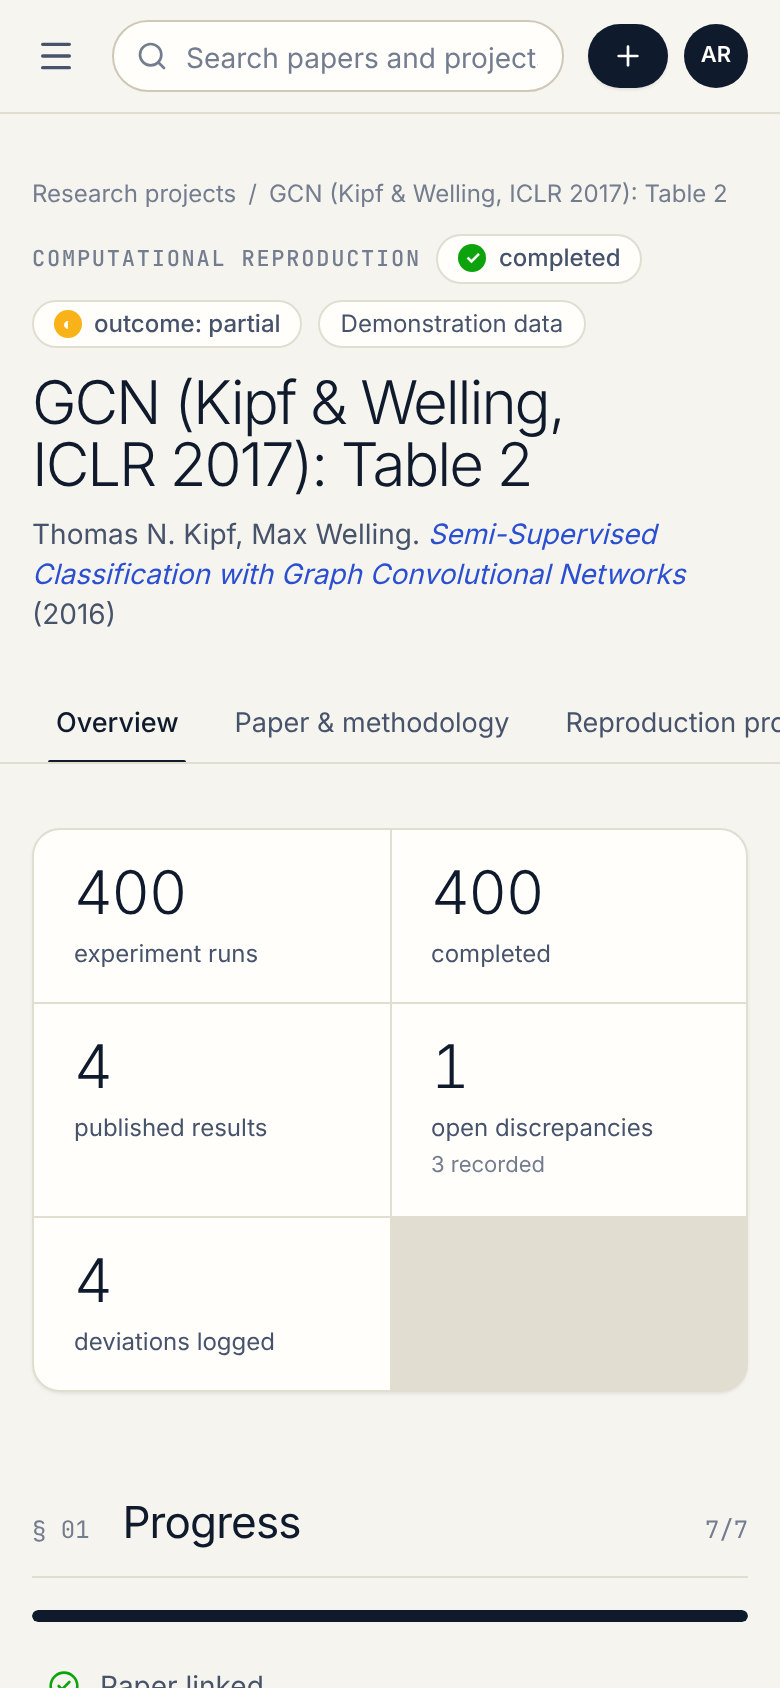 Search papers and project
AR
Research projects / GCN (Kipf & Welling, ICLR 2017): Table 2
COMPUTATIONAL REPRODUCTION
completed
outcome: partial
Demonstration data
GCN (Kipf & Welling,
ICLR 2017): Table 2
Thomas N. Kipf, Max Welling. Semi-Supervised
Classification with Graph Convolutional Networks
(2016)
Overview
Paper & methodology
Reproduction pro
400
experiment runs
400
completed
4
published results
1
open discrepancies
3 recorded
4
deviations logged
§ 01 Progress 7/7
Paper linked